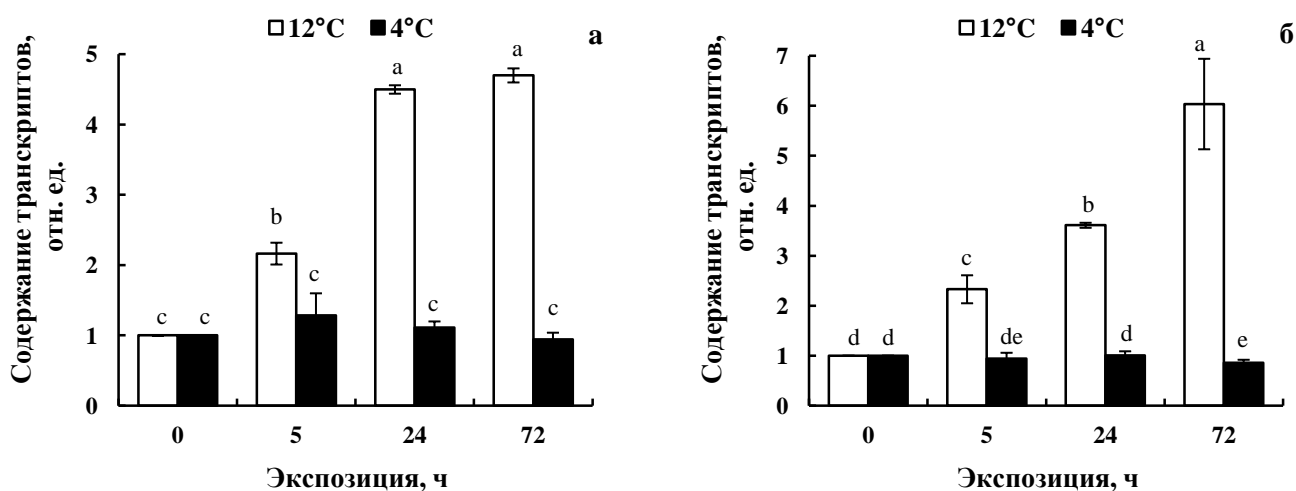 12°C 4°C а
Содержание транскриптов,
отн. ед.
5
4
3
2
1
0
c c b c a c a c
0 5 24 72
Экспозиция, ч
12°C 4°C б
Содержание транскриптов,
отн. ед.
7
6
5
4
3
2
1
0
d d c de b d a e
0 5 24 72
Экспозиция, ч